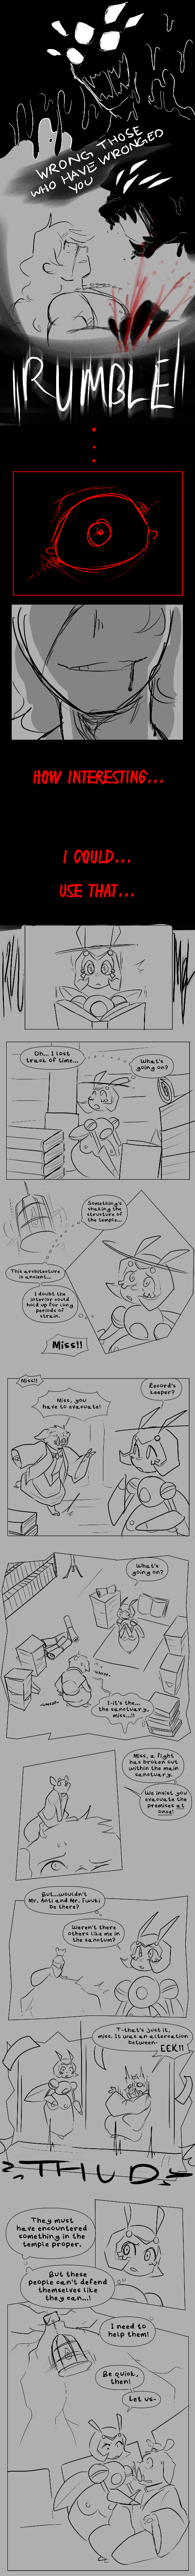 WRONG THOSE
WHO HAVE WRONGED
YOU
RUMBLE
HOW INTERESTING...
I COULD...
USE THAT...
Oh... I lost
track of time...
What's
going on?
Something's
shaking the
structure of
the temple...
This architecture
is ancient...
I doubt the
interior could
hold up for long
periods of
strain.
Miss!!
Miss!!
Miss, you
have to evacuate!
Record's
keeper?
What's
going on?
I-it's the...
the sanctuary,
miss..!!
Miss, a fight
has broken out
within the main
sanctuary.
We insist you
evacuate the
premises at
once!
But...wouldn't
Mr. Anti and Mr. Fuzuki
be there?
Weren't there
others like me in
the sanctum?
T-that's just it,
miss. It was an altercation
between-
EEK!!
THUD
They must
have encountered
something in the
temple proper.
But these
people can't defend
themselves like
they can...!
I need to
help them!
Be quick,
then!
Let us-